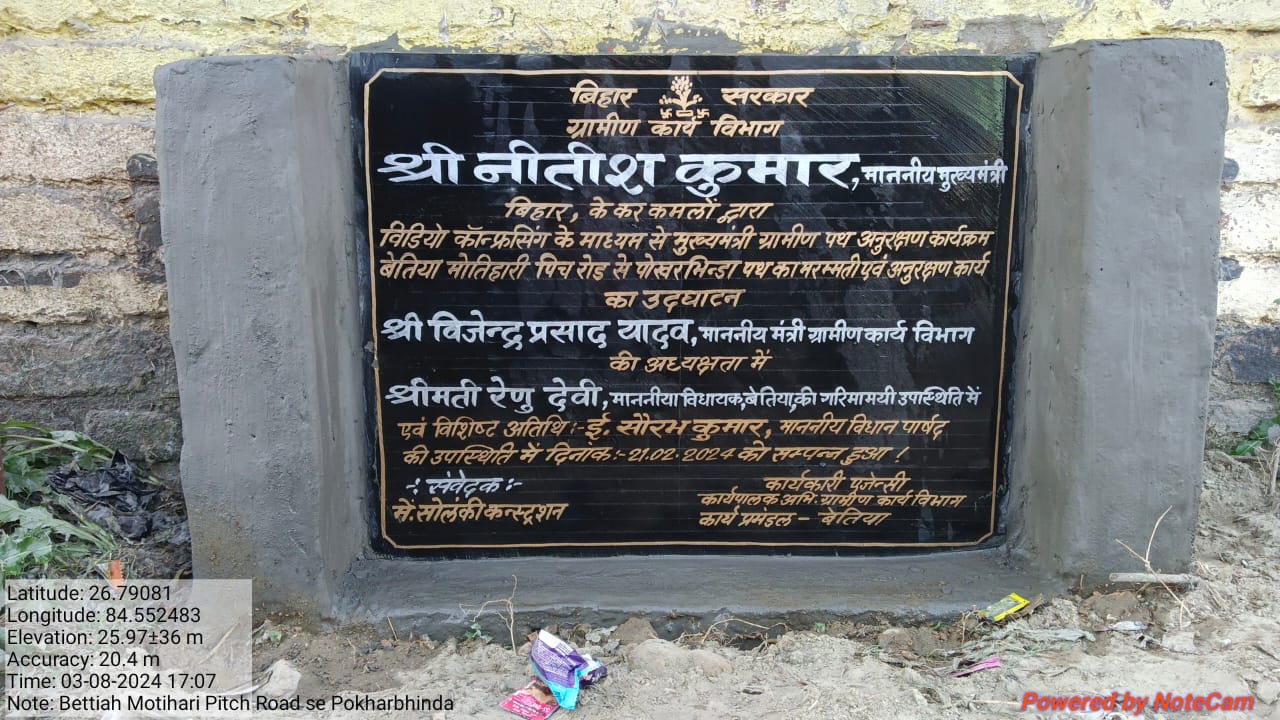 बिहार सरकार
ग्रामीण कार्य विभाग
श्री नीतीश कुमार, माननीय मुख्यमंत्री
बिहार, के कर कमलों द्वारा
विडियो कॉन्फ्रसिंग के माध्यम से मुख्यमंत्री ग्रामीण पथ अनुरक्षण कार्यक्रम
बेतिया मोतिहारी पिच रोड से पोखरभिन्डा पथ का मरम्मती एवं अनुरक्षण कार्य
का उदघाटन
श्री विजेन्द्र प्रसाद यादव, माननीय मंत्री ग्रामीण कार्य विभाग
की अध्यक्षता में
श्रीमती रेणु देवी, माननीया विधायक,बेतिया,की गरिमामयी उपस्थिति में
एवं विशिष्ट अतिथि :- ई. सौरभ कुमार, माननीय विधान पार्षद
की उपस्थिति में दिनाक:- 21.02.2024 को सम्पन्न हुआ !
-: संवेदक :-
में. सोलंकी कन्स्ट्रशन
कार्यकारी एजेन्सी
कार्यपालक अभि. ग्रामीण कार्य विभाग
कार्य प्रमंडल - बेतिया
Latitude: 26.79081
Longitude: 84.552483
Elevation: 25.97±36 m
Accuracy: 20.4 m
Time: 03-08-2024 17:07
Note: Bettiah Motihari Pitch Road se Pokharbhinda
Powered by NoteCam